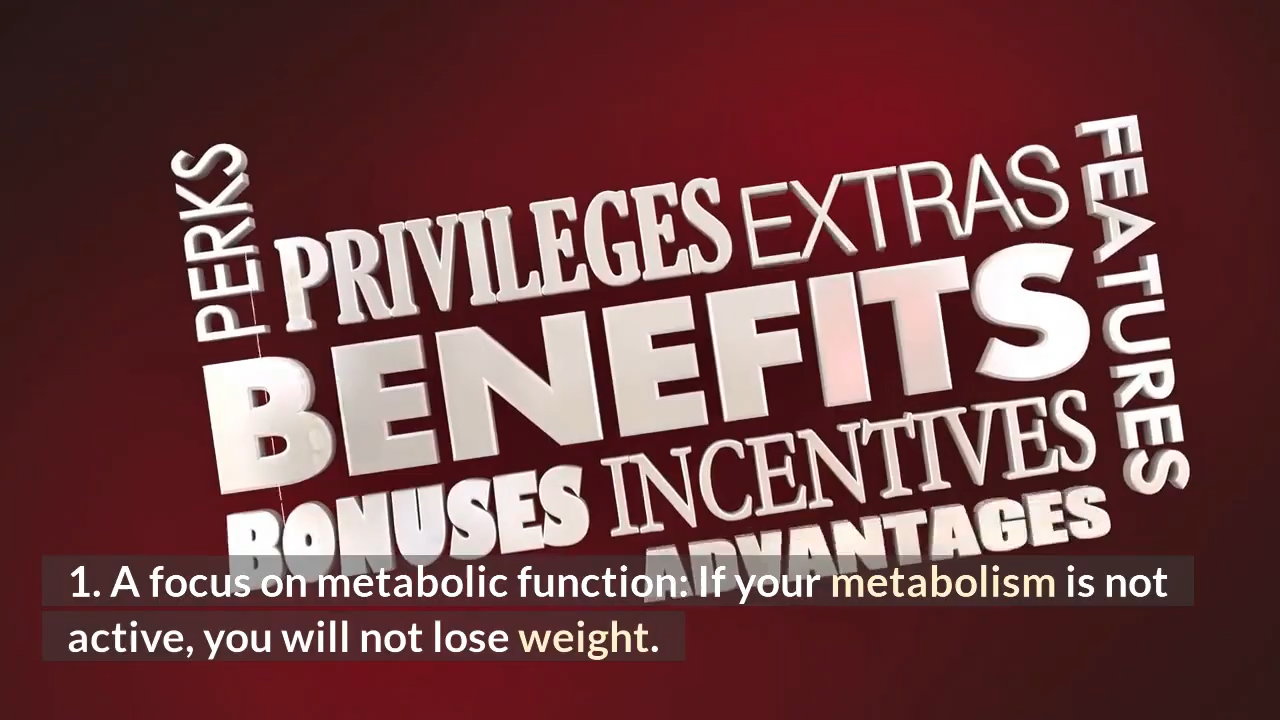 PERKS
PRIVILEGES EXTRAS
FEATURES
BENEFITS
BONUSES INCENTIVES
ADVANTAGES
1. A focus on metabolic function: If your metabolism is not
active, you will not lose weight.